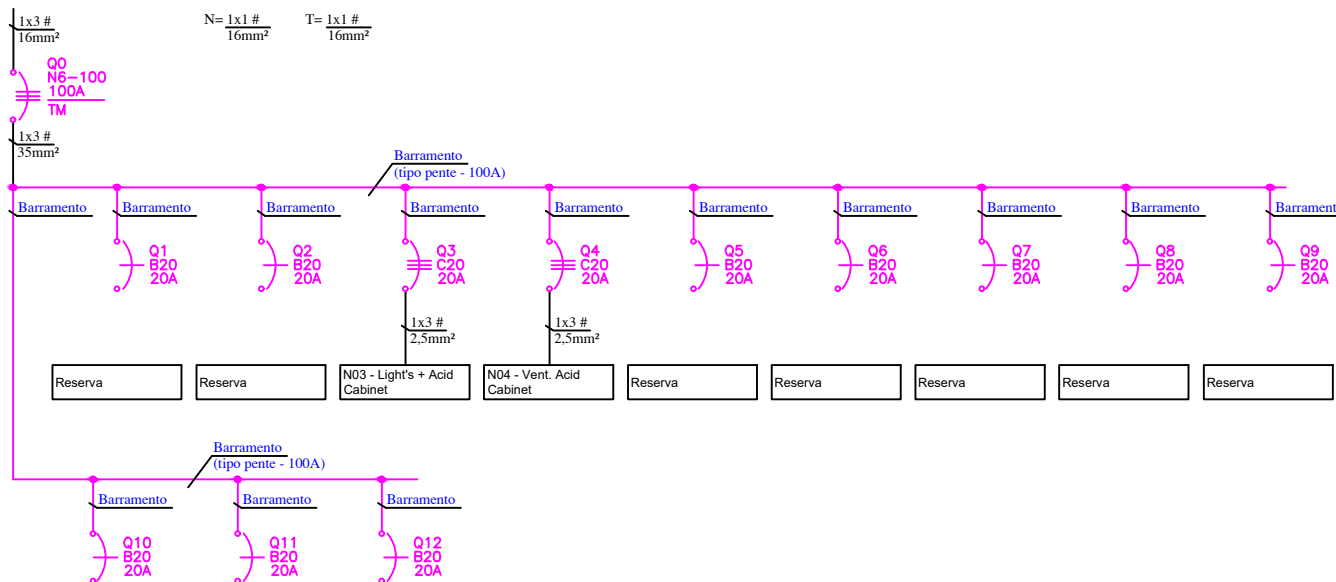 1x3 #
16mm²
N= 1x1 #
16mm²
T= 1x1 #
16mm²
Q0
N6-100
100A
TM
1x3 #
35mm²
Barramento
(tipo pente - 100A)
Barramento
Barramento
Barramento
Barramento
Barramento
Barramento
Barramento
Barramento
Barramento
Barrament
Q1
B20
20A
Q2
B20
20A
Q3
C20
20A
Q4
C20
20A
Q5
B20
20A
Q6
B20
20A
Q7
B20
20A
Q8
B20
20A
Q9
B20
20A
1x3 #
2,5mm²
1x3 #
2,5mm²
Reserva
Reserva
N03 - Light's + Acid
Cabinet
N04 - Vent. Acid
Cabinet
Reserva
Reserva
Reserva
Reserva
Reserva
Barramento
(tipo pente - 100A)
Barramento
Barramento
Barramento
Q10
B20
20A
Q11
B20
20A
Q12
B20
20A